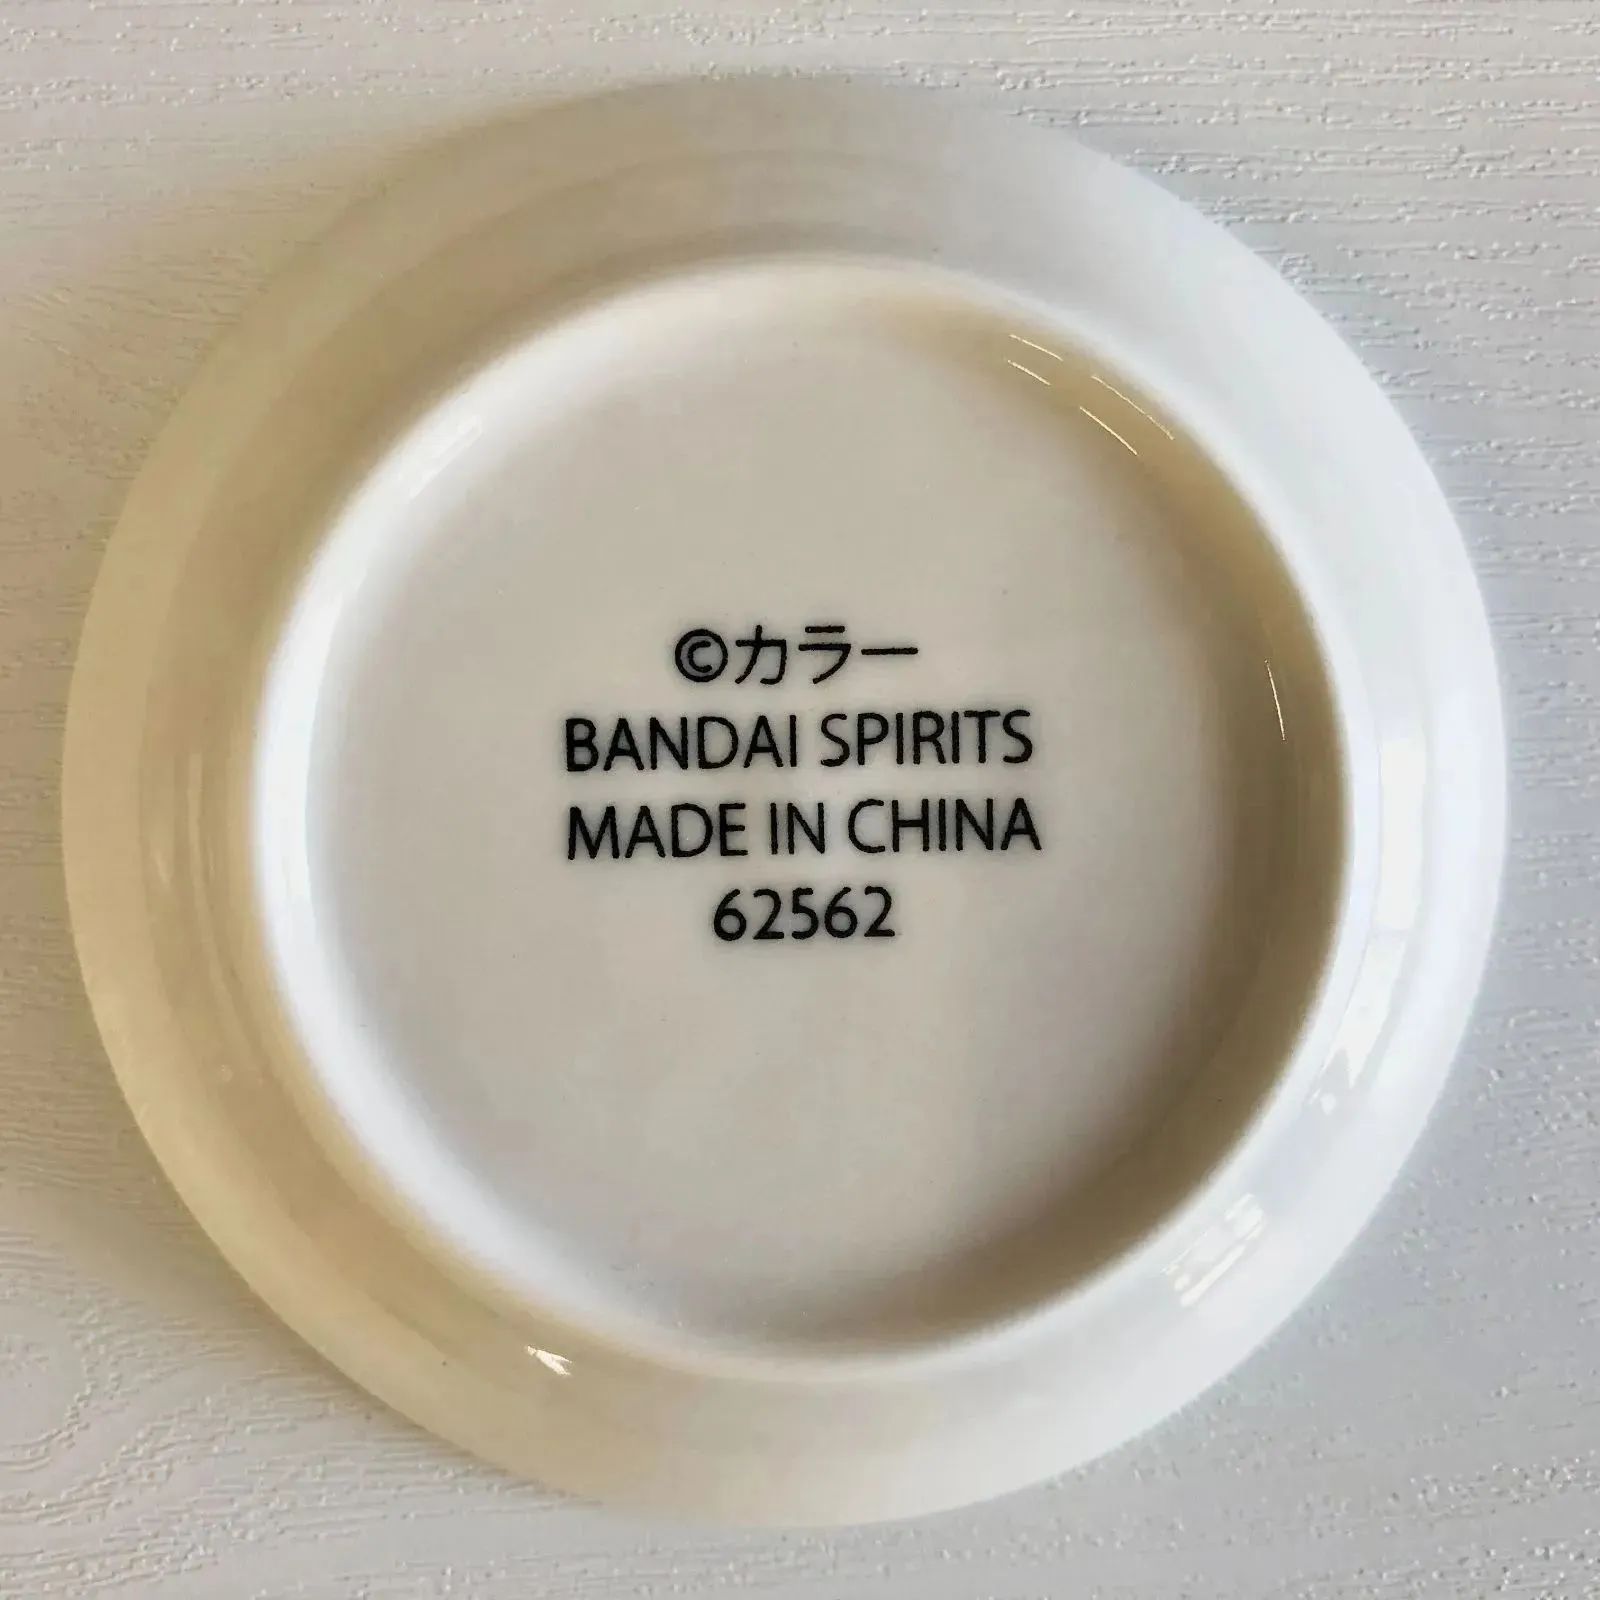 ©カラー
BANDAI SPIRITS
MADE IN CHINA
62562